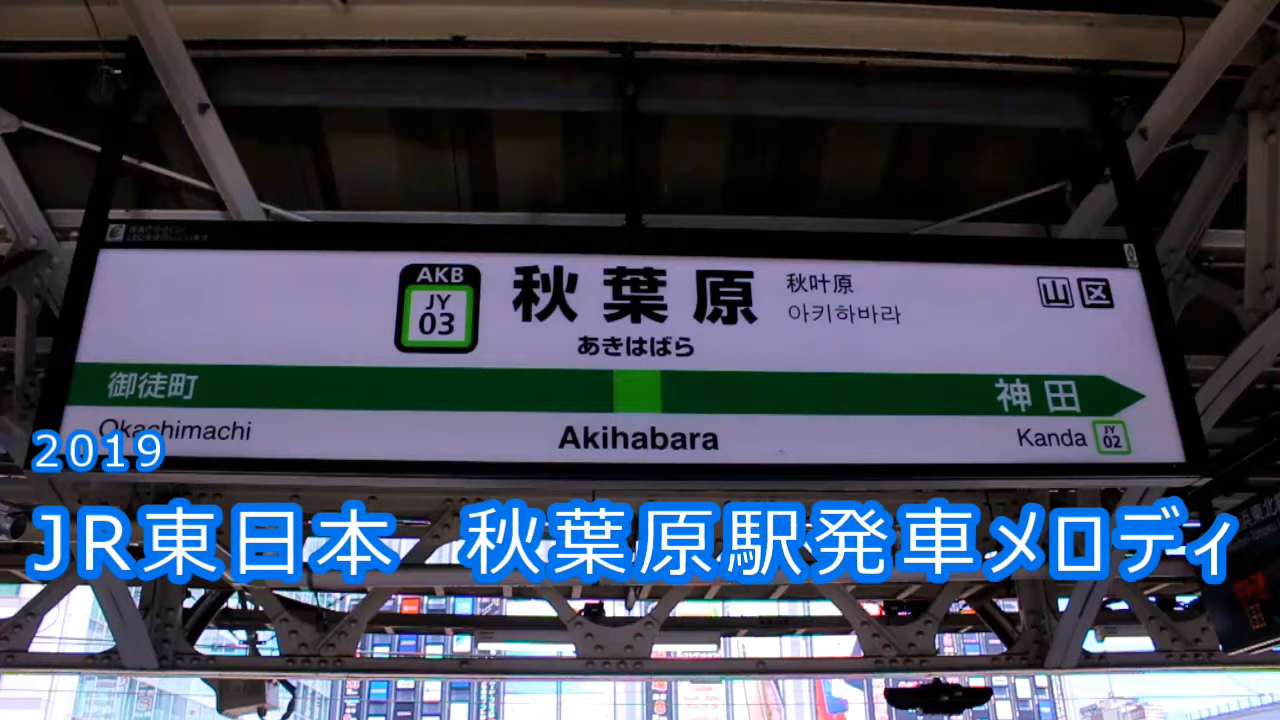 AKB
JY
03
秋葉原
秋叶原
아키하바라
山 区
あきはばら
御徒町
神田
Okachimachi
Akihabara
Kanda
JY
02
2019
JR東日本 秋葉原駅発車メロディ